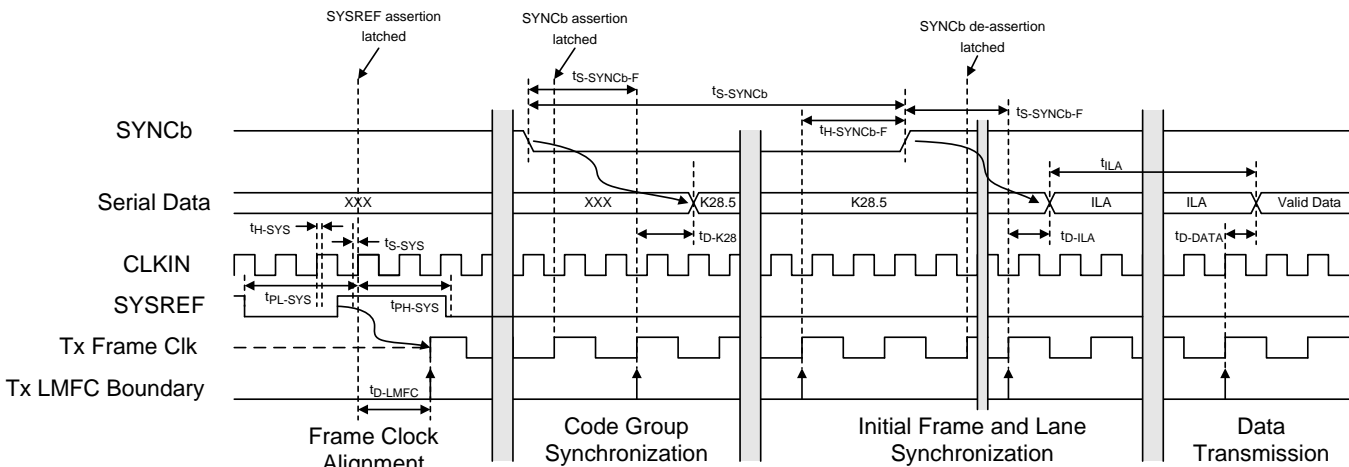 SYSREF assertion
latched
SYNCb assertion
latched
SYNCb de-assertion
latched
tS-SYNCb-F
tS-SYNCb
tS-SYNCb-F
SYNCb
tH-SYNCb-F
tILA
Serial Data
XXX
XXX
K28.5
K28.5
ILA
ILA
Valid Data
tH-SYS
tS-SYS
tD-K28
tD-ILA
tD-DATA
CLKIN
tPL-SYS
tPH-SYS
SYSREF
Tx Frame Clk
Tx LMFC Boundary
tD-LMFC
Frame Clock
Alignment
Code Group
Synchronization
Initial Frame and Lane
Synchronization
Data
Transmission